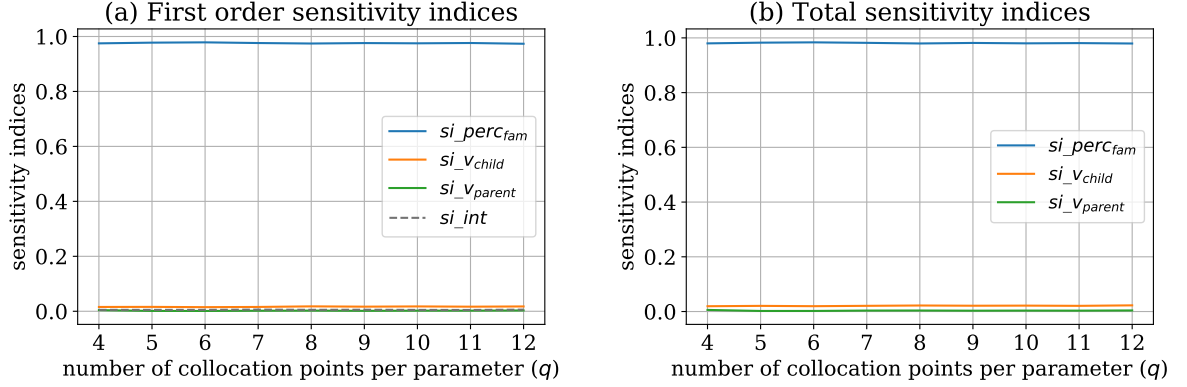 (a) First order sensitivity indices
sensitivity indices
1.0
0.8
0.6
0.4
0.2
0.0
si_perc_fam
si_v_child
si_v_parent
si_int
4 5 6 7 8 9 10 11 12
number of collocation points per parameter (q)
(b) Total sensitivity indices
sensitivity indices
1.0
0.8
0.6
0.4
0.2
0.0
si_perc_fam
si_v_child
si_v_parent
4 5 6 7 8 9 10 11 12
number of collocation points per parameter (q)